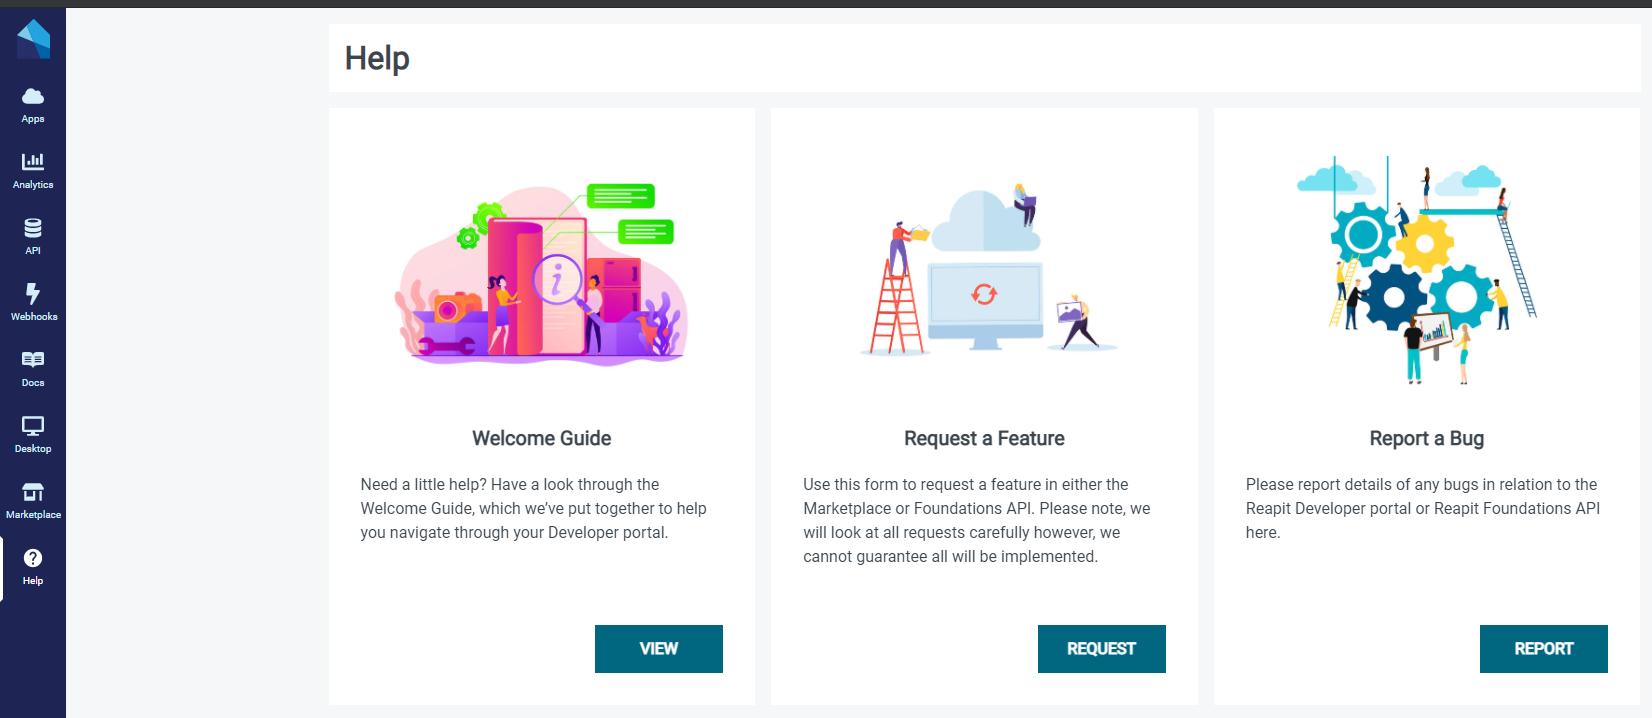 Apps
Analytics
API
Webhooks
Docs
Desktop
Marketplace
Help
Help
Welcome Guide
Need a little help? Have a look through the
Welcome Guide, which we've put together to help
you navigate through your Developer portal.
VIEW
Request a Feature
Use this form to request a feature in either the
Marketplace or Foundations API. Please note, we
will look at all requests carefully however, we
cannot guarantee all will be implemented.
REQUEST
Report a Bug
Please report details of any bugs in relation to the
Reapit Developer portal or Reapit Foundations API
here.
REPORT